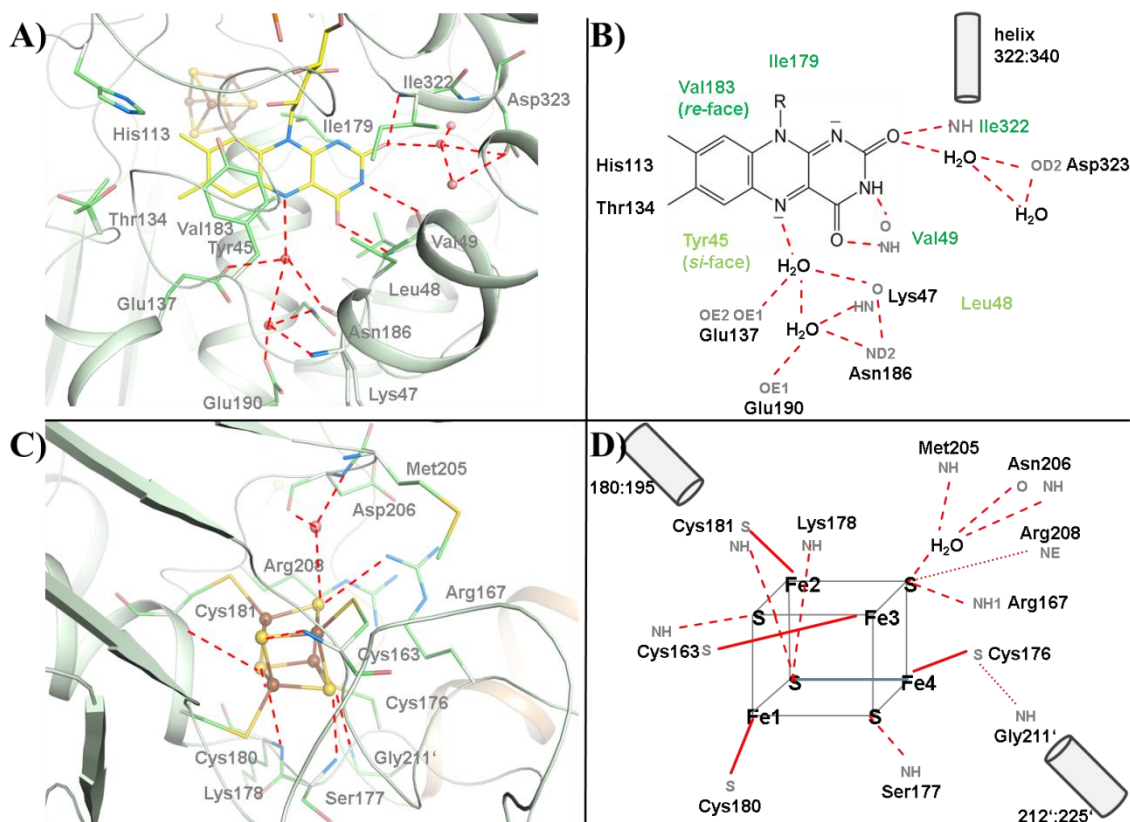 A)
Ile322
Asp323
His113
Ile179
Thr134
Val183
Tyr45
Val49
Glu137
Leu48
Asn186
Glu190
Lys47
B)
helix
322:340
Ile179
Val183
(re-face)
R
N
N
O
NH
Ile322
His113
H2O
OD2 Asp323
NH
Thr134
N
O
H2O
O
NH
Val49
Tyr45
(si-face)
H2O
O
Lys47
Leu48
OE2 OE1
HN
Glu137
H2O
ND2
Asn186
OE1
Glu190
C)
Met205
Asp206
Arg208
Arg167
Cys181
Cys163
Cys176
Cys180
Gly211‘
Lys178
Ser177
D)
Met205
Asn206
180:195
NH
O
NH
Cys181 S
Lys178
Arg208
NH
NH
H2O
NE
Fe2
S
NH1 Arg167
S
Fe3
NH
Cys163 S
S Cys176
S
Fe4
Fe1
S
NH
Gly211‘
NH
S
Ser177
Cys180
212‘:225‘